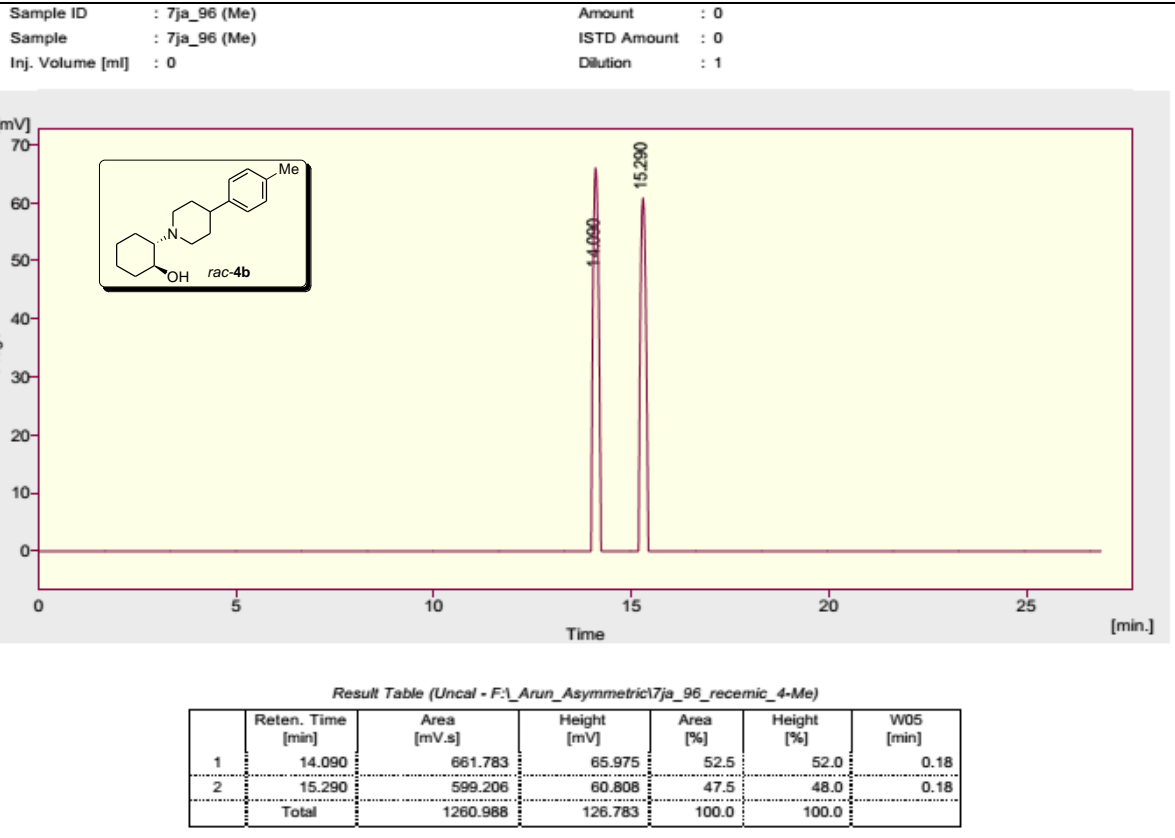 Sample ID : 7ja_96 (Me) Amount : 0
Sample : 7ja_96 (Me) ISTD Amount : 0
Inj. Volume [ml] : 0 Dilution : 1
mV]
70
60
50
40
30
20
10
0
14.090
15.290
Me
N
OH rac-4b
0 5 10 15 20 25
[min.]
Time
Result Table (Uncal - F:\_Arun_Asymmetric\7ja_96_recemic_4-Me)
Reten. Time Area Height Area Height W05
[min] [mV.s] [mV] [%] [%] [min]
1 14.090 661.783 65.975 52.5 52.0 0.18
2 15.290 599.206 60.808 47.5 48.0 0.18
Total 1260.988 126.783 100.0 100.0